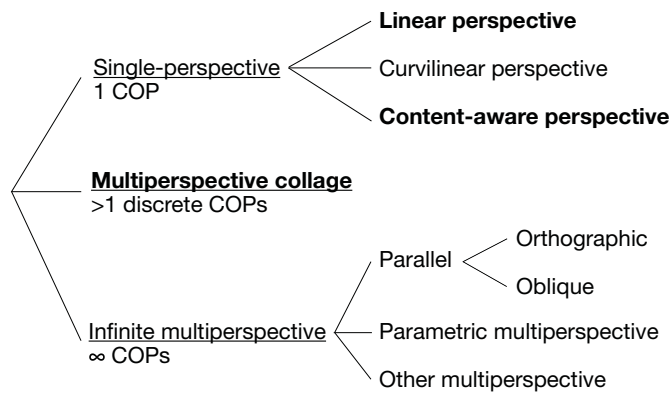 Linear perspective
Single-perspective
1 COP
Curvilinear perspective
Content-aware perspective
Multiperspective collage
>1 discrete COPs
Orthographic
Parallel
Oblique
Infinite multiperspective
∞ COPs
Parametric multiperspective
Other multiperspective